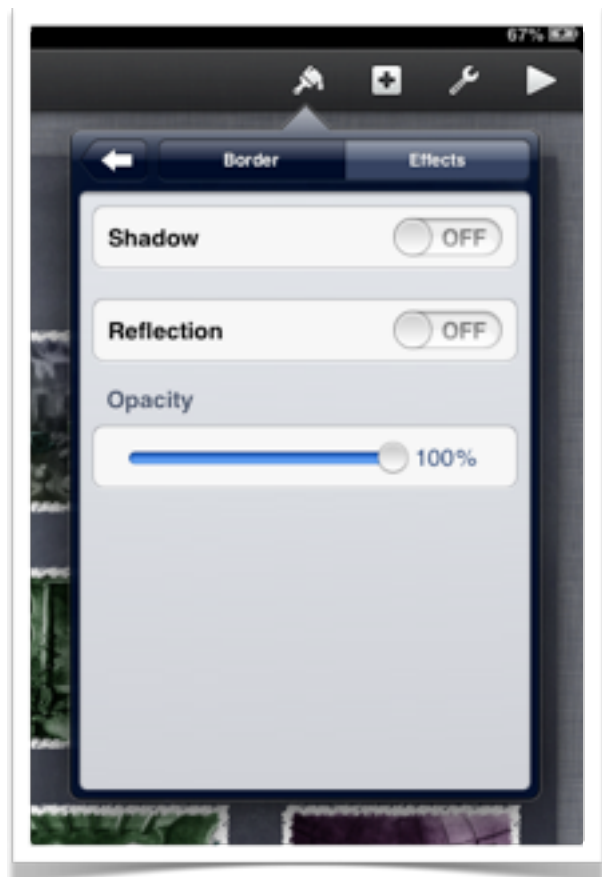 67%
Border Effects
Shadow OFF
Reflection OFF
Opacity
100%